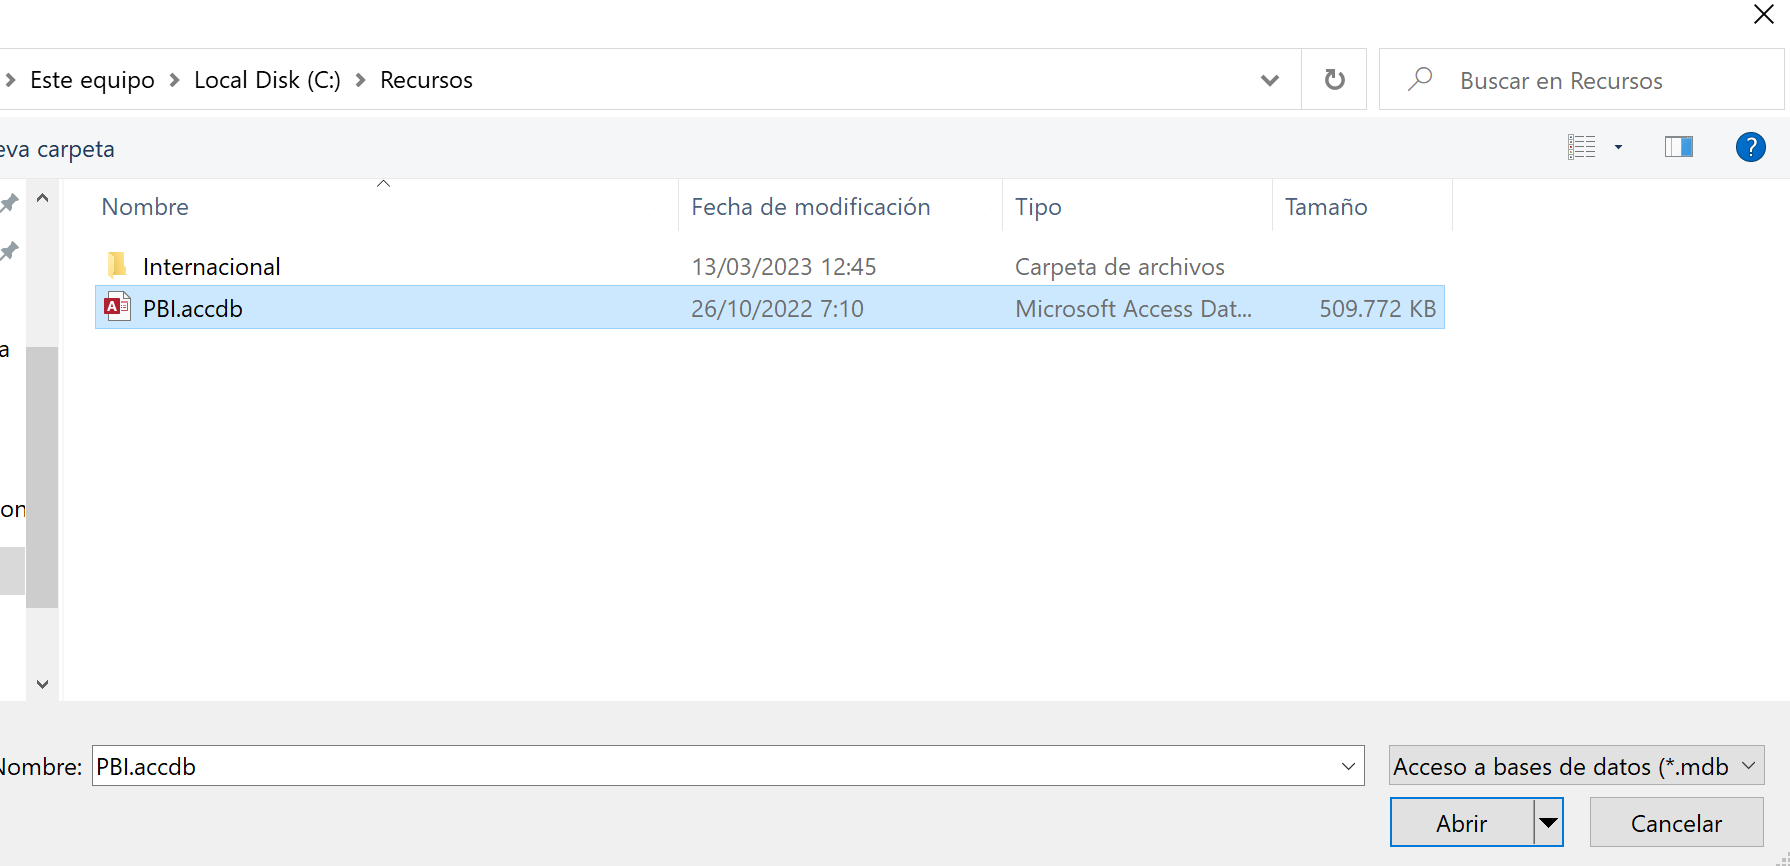 Este equipo > Local Disk (C:) > Recursos
Buscar en Recursos
eva carpeta
Nombre Fecha de modificación Tipo Tamaño
Internacional 13/03/2023 12:45 Carpeta de archivos
PBI.accdb 26/10/2022 7:10 Microsoft Access Dat... 509.772 KB
a
on
Nombre: PBI.accdb
Acceso a bases de datos (*.mdb
Abrir
Cancelar